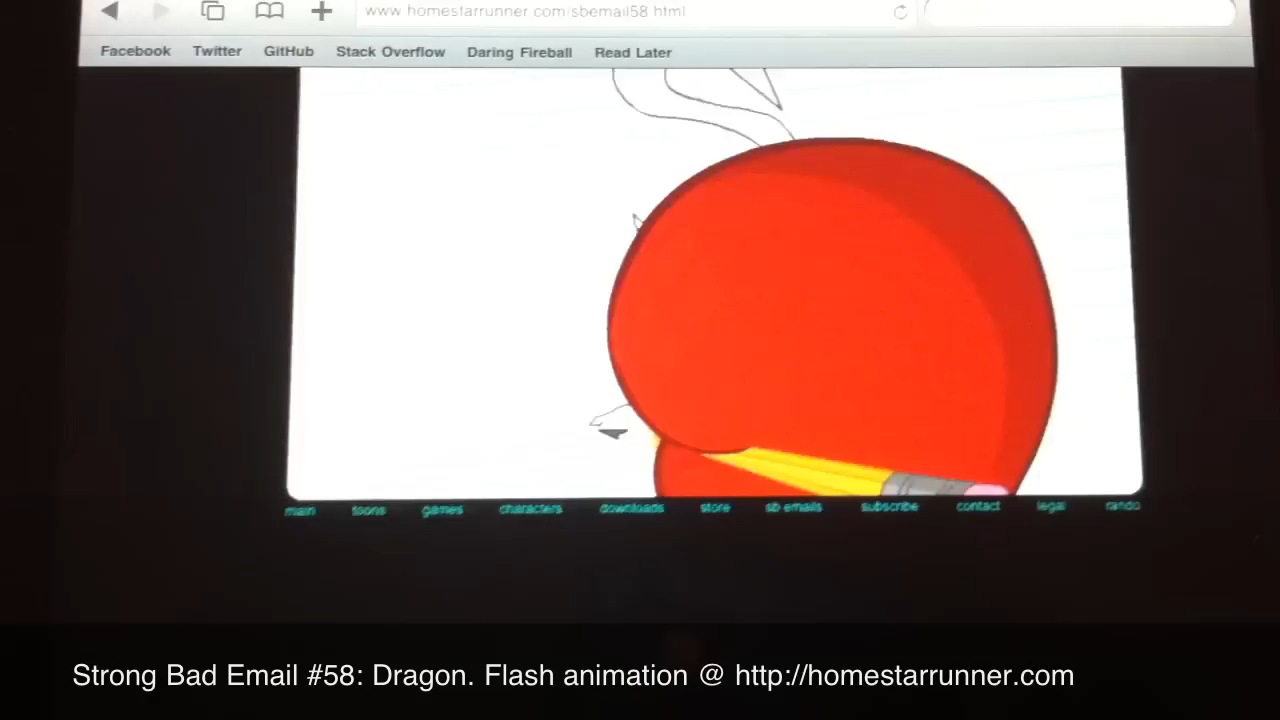 www.homestarrunner.com/sbemail58.html
Facebook Twitter GitHub Stack Overflow Daring Fireball Read Later
main toons games characters downloads store sb emails subscribe contact legal rando
Strong Bad Email #58: Dragon. Flash animation @ http://homestarrunner.com